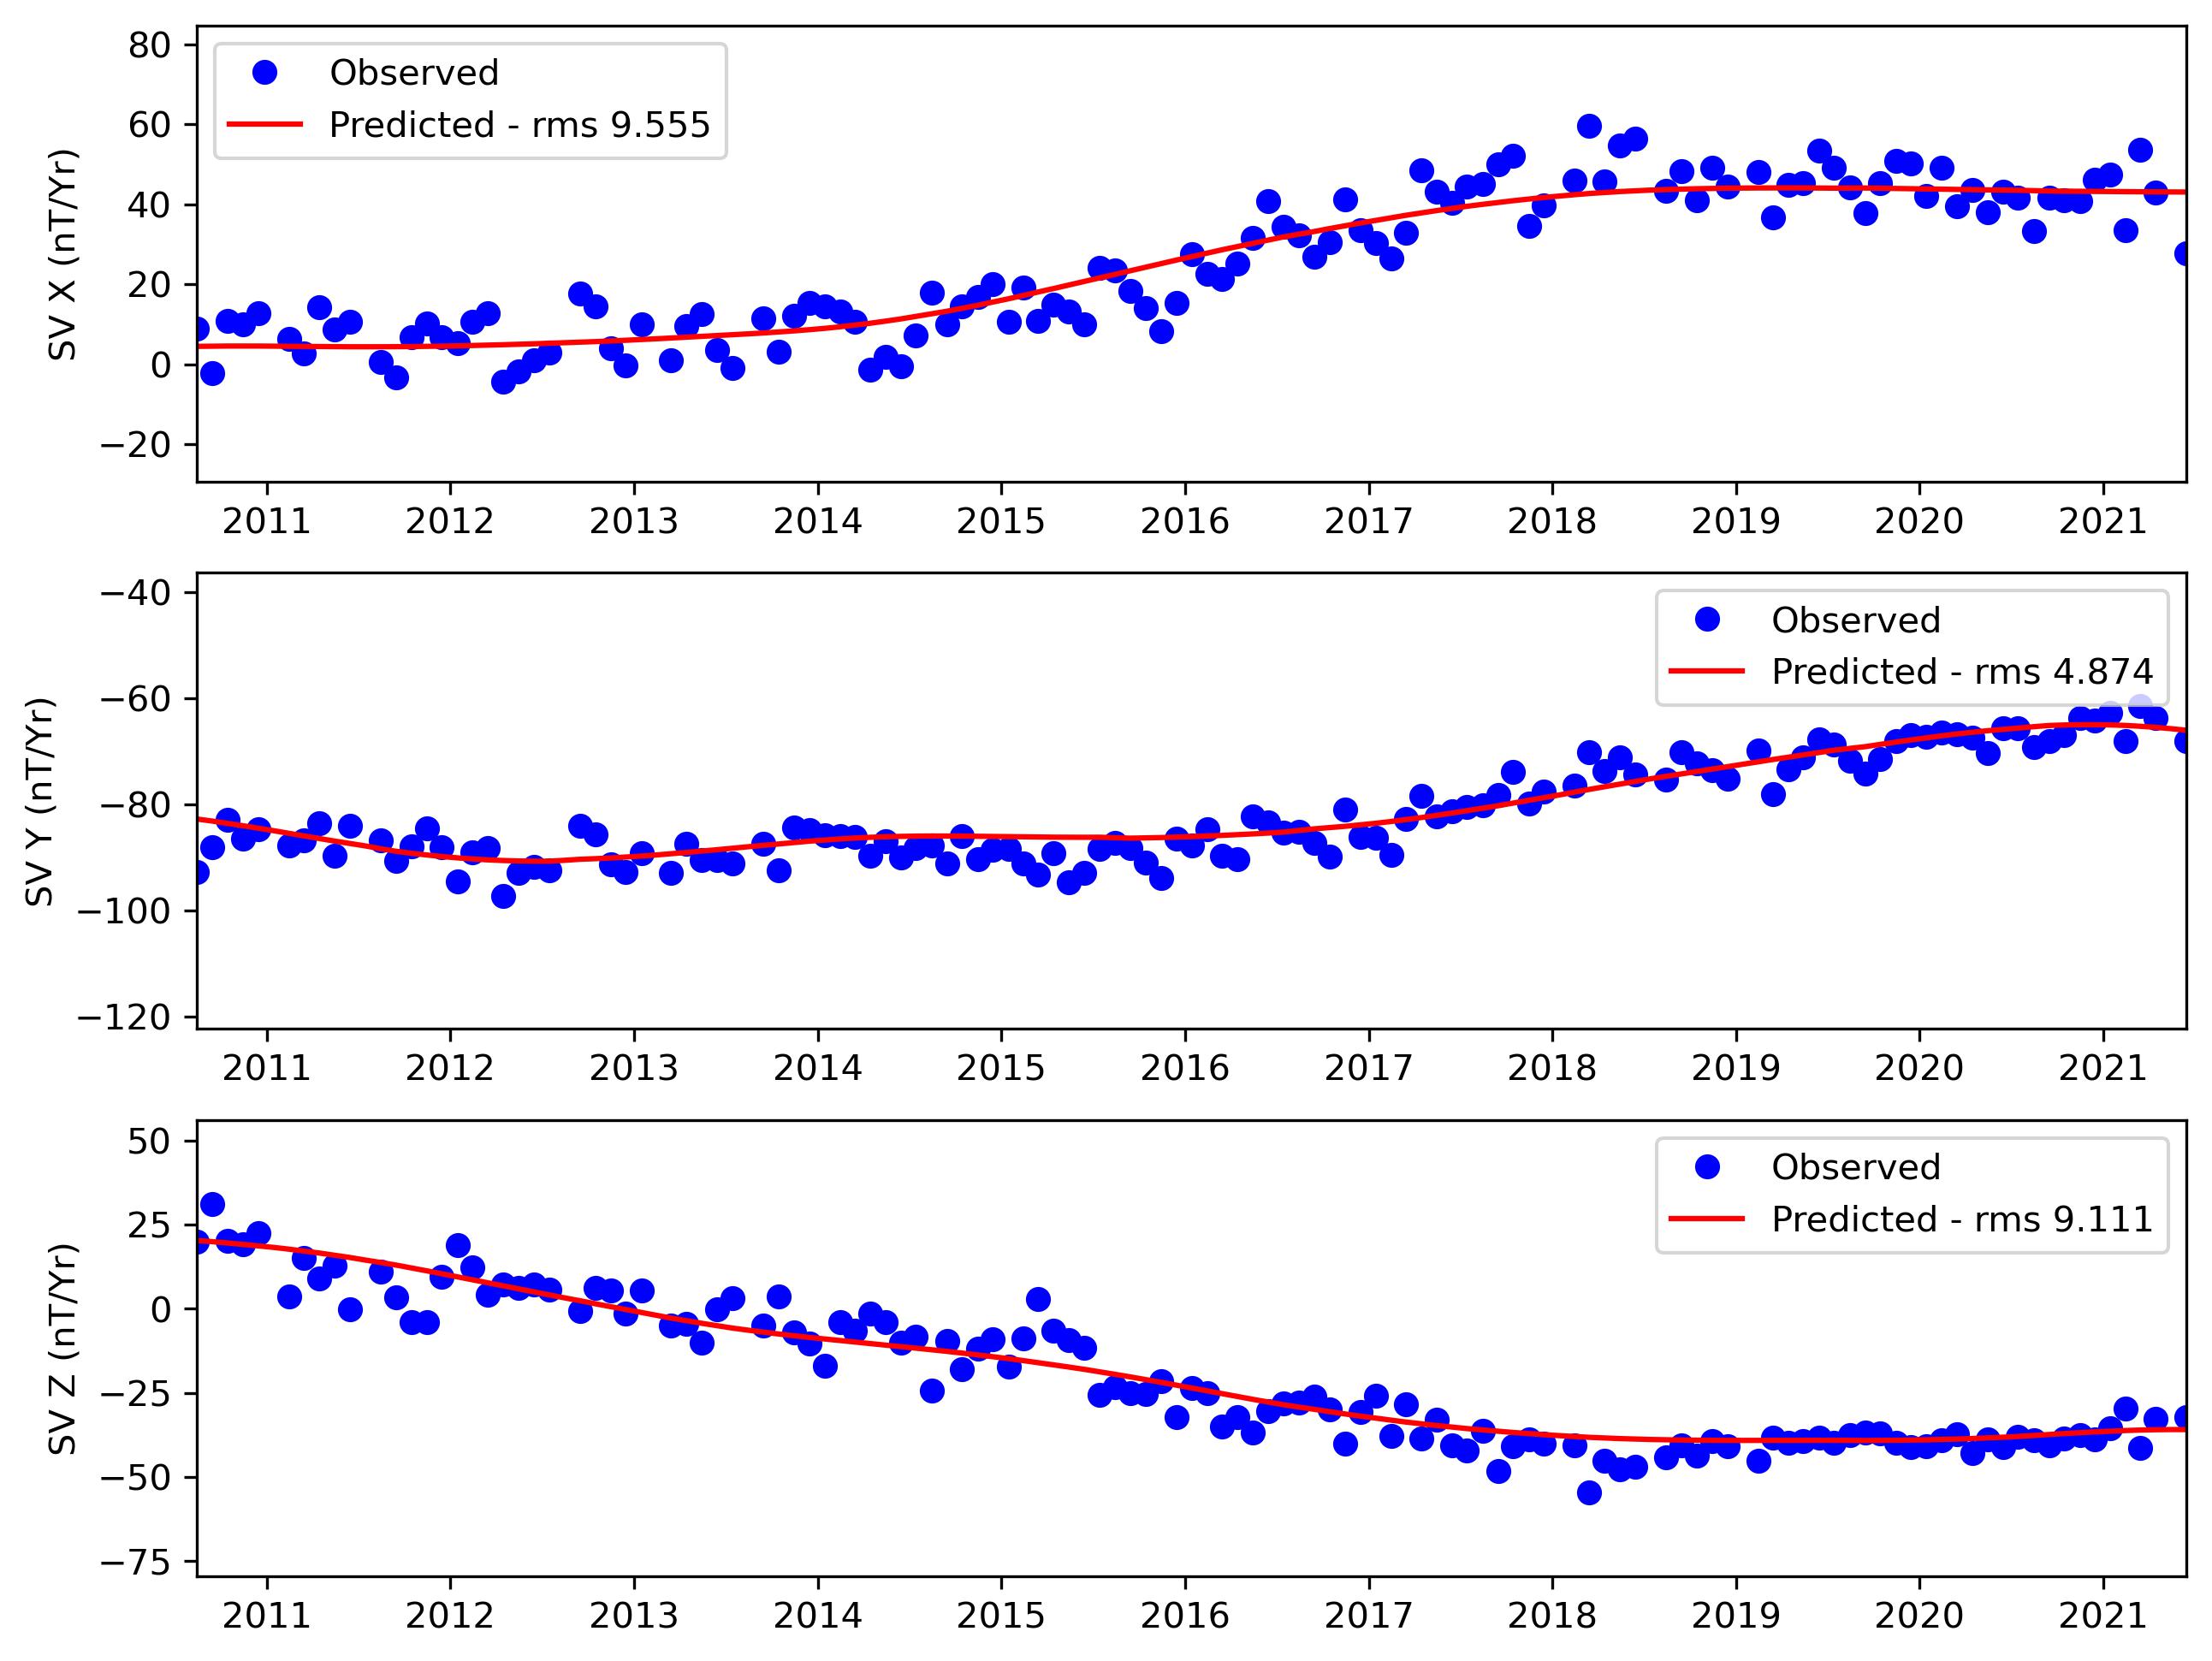 80
60
40
20
0
−20
SV X (nT/Yr)
Observed
Predicted - rms 9.555
2011 2012 2013 2014 2015 2016 2017 2018 2019 2020 2021
−40
−60
−80
−100
−120
SV Y (nT/Yr)
Observed
Predicted - rms 4.874
2011 2012 2013 2014 2015 2016 2017 2018 2019 2020 2021
50
25
0
−25
−50
−75
SV Z (nT/Yr)
Observed
Predicted - rms 9.111
2011 2012 2013 2014 2015 2016 2017 2018 2019 2020 2021